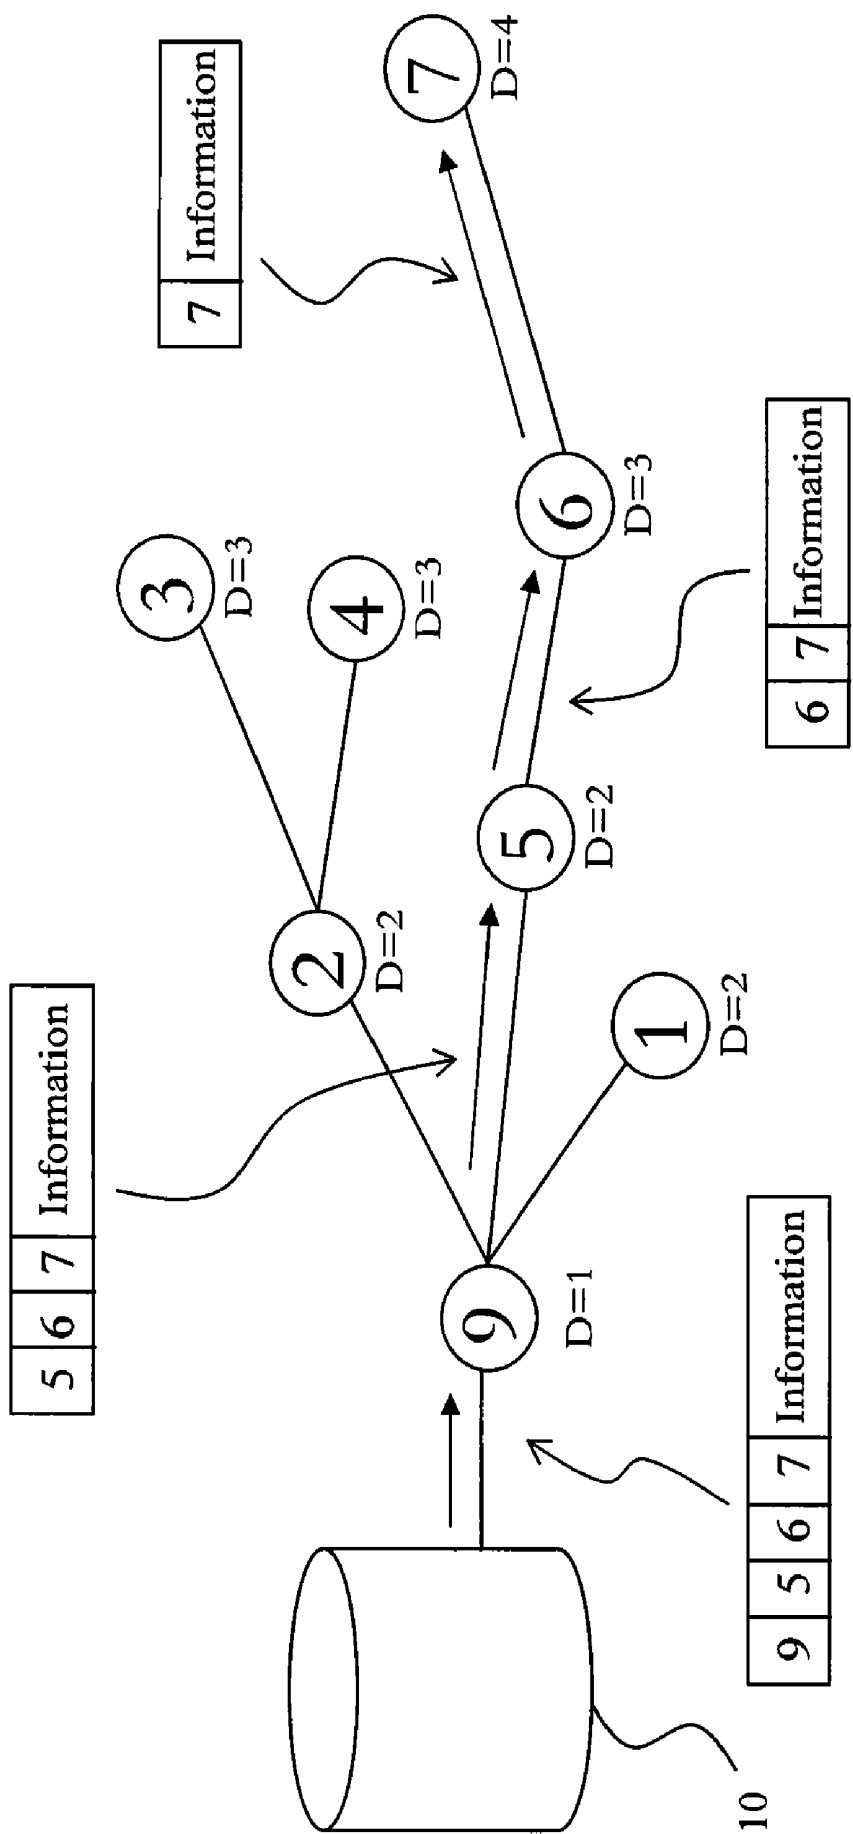 5 6 7 Information
7 Information
3
D=3
2
D=2
4
D=3
7
D=4
9
D=1
5
D=2
6
D=3
1
D=2
10
9 5 6 7 Information
6 7 Information